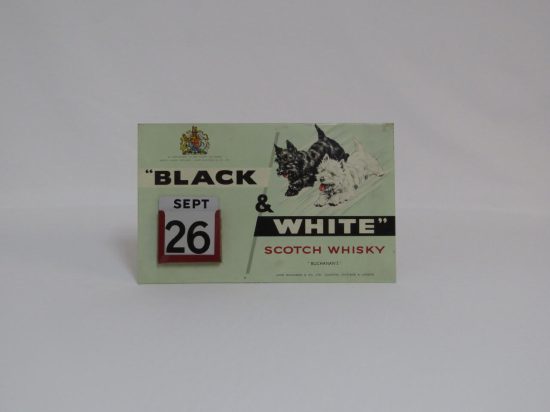 "BLACK
&
WHITE"
SEPT
26
SCOTCH WHISKY
"BUCHANAN'S"